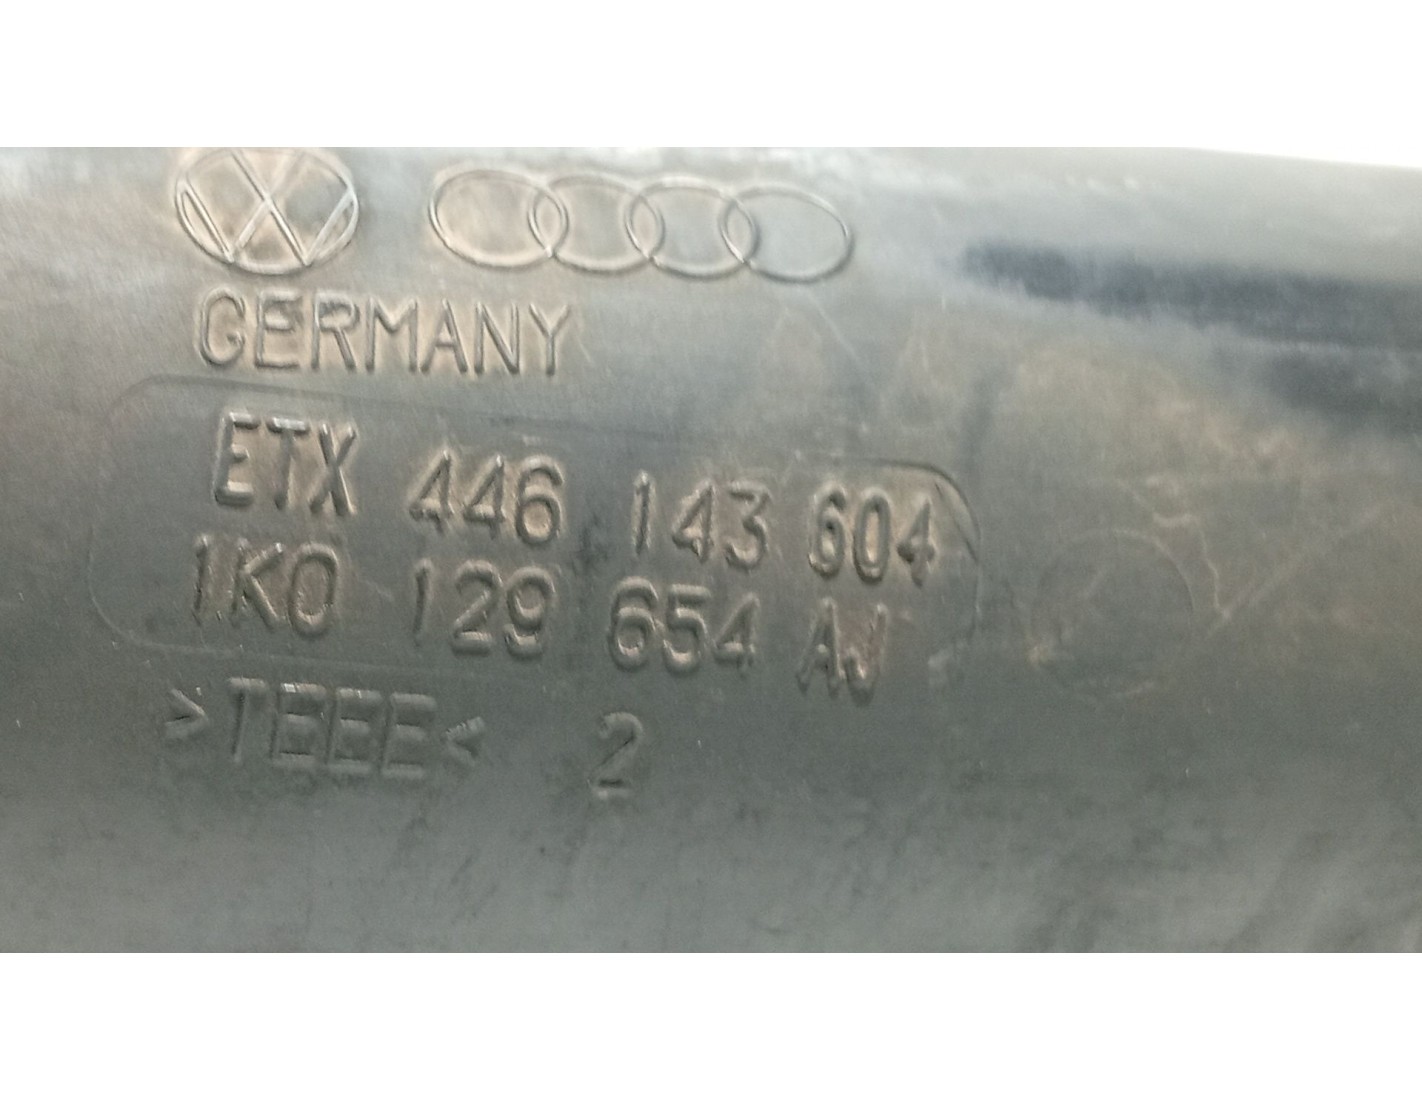 GERMANY
ETX 446 143 604
1K0 129 654 AJ
>TEEE< 2